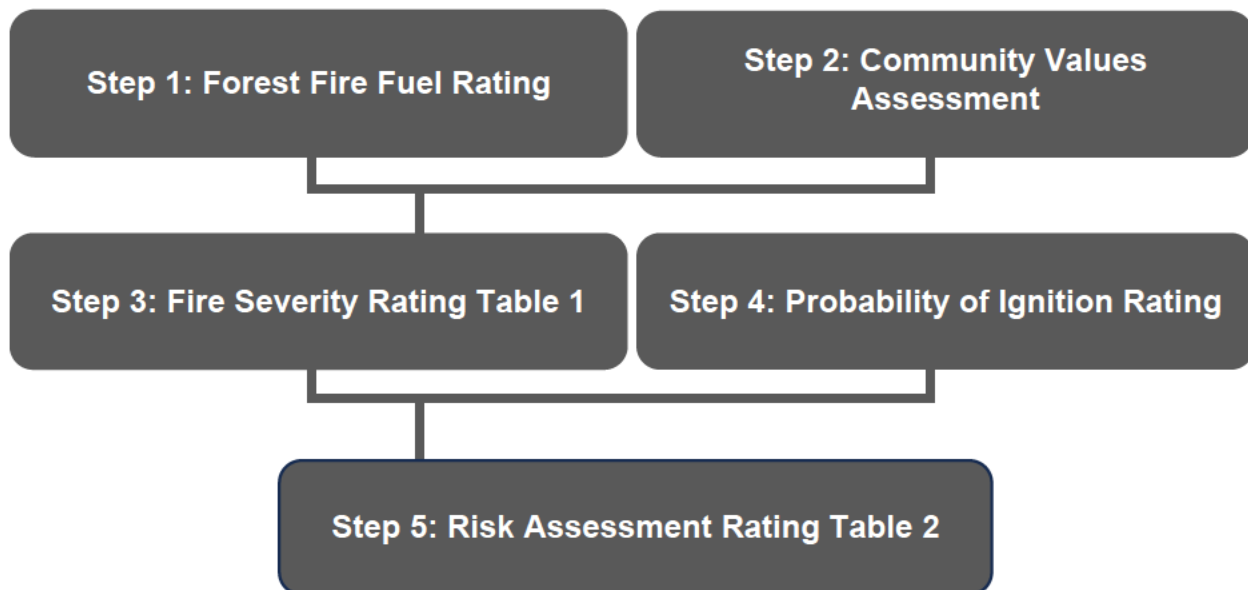 Step 1: Forest Fire Fuel Rating
Step 2: Community Values
Assessment
Step 3: Fire Severity Rating Table 1
Step 4: Probability of Ignition Rating
Step 5: Risk Assessment Rating Table 2